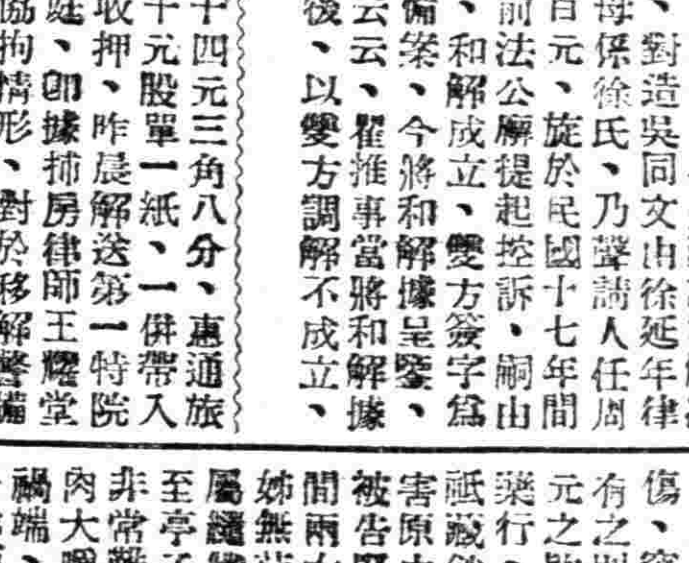 、對造吳同文由徐延年律
母係徐氏、乃聲請人任周
百元、旋於民國十七年間
前法公廨提起控訴、嗣由
、和解成立、雙方簽字爲
備案、今將和解據呈鑒、
云云、瞿推事當將和解據
後、以雙方調解不成立、
十四元三角八分、惠通旅
千元股單一紙、一併帶入
收押、昨晨解送第一特院
庭、卽據捕房律師王耀堂
協拘情形、對於移解警備
傷、
有之
元之
藥行、
祗藏
害原
被告
間兩
姊無
屬
至亭
非常
肉大
禍端、